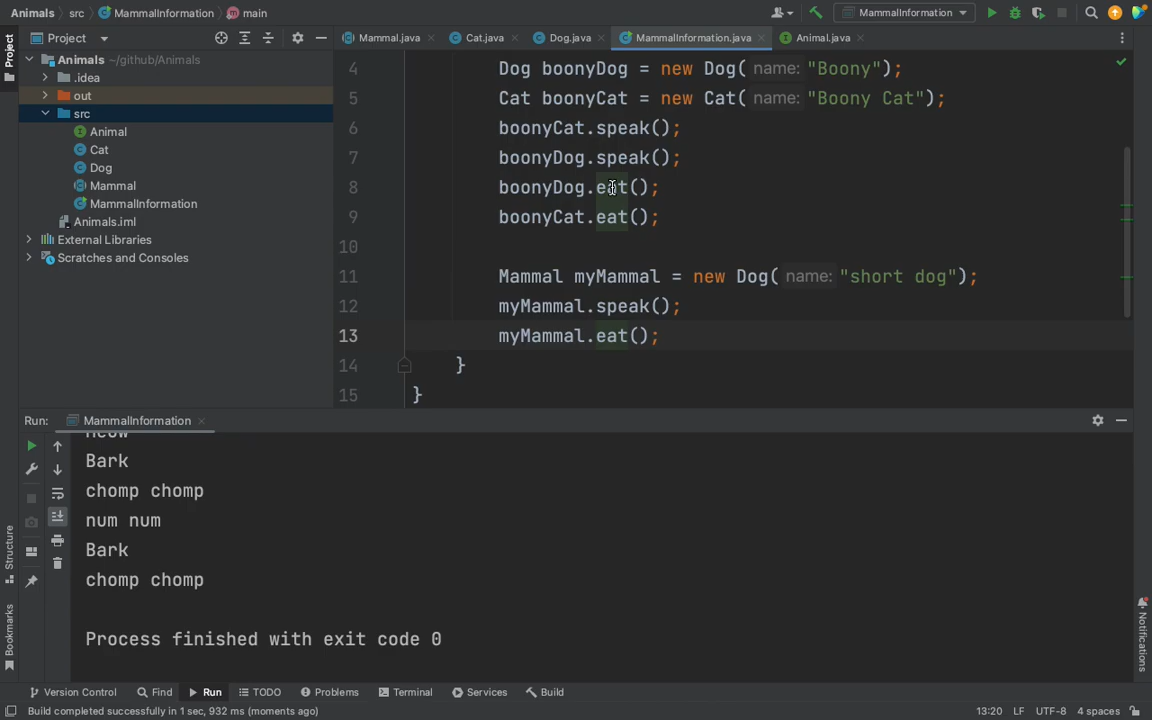 Animals > src > MammalInformation > main
MammalInformation
Project
Mammal.java
Cat.java
Dog.java
MammalInformation.java
Animal.java
Project
Animals ~/github/Animals
.idea
out
src
Animal
Cat
Dog
Mammal
MammalInformation
Animals.iml
External Libraries
Scratches and Consoles
4 Dog boonyDog = new Dog( name: "Boony");
5 Cat boonyCat = new Cat( name: "Boony Cat");
6 boonyCat.speak();
7 boonyDog.speak();
8 boonyDog.eat();
9 boonyCat.eat();
10
11 Mammal myMammal = new Dog( name: "short dog");
12 myMammal.speak();
13 myMammal.eat();
14 }
15 }
Run: MammalInformation
Meow
Bark
chomp chomp
num num
Bark
chomp chomp
Process finished with exit code 0
Structure
Bookmarks
Notifications
Version Control
Find
Run
TODO
Problems
Terminal
Services
Build
Build completed successfully in 1 sec, 932 ms (moments ago)
13:20 LF UTF-8 4 spaces